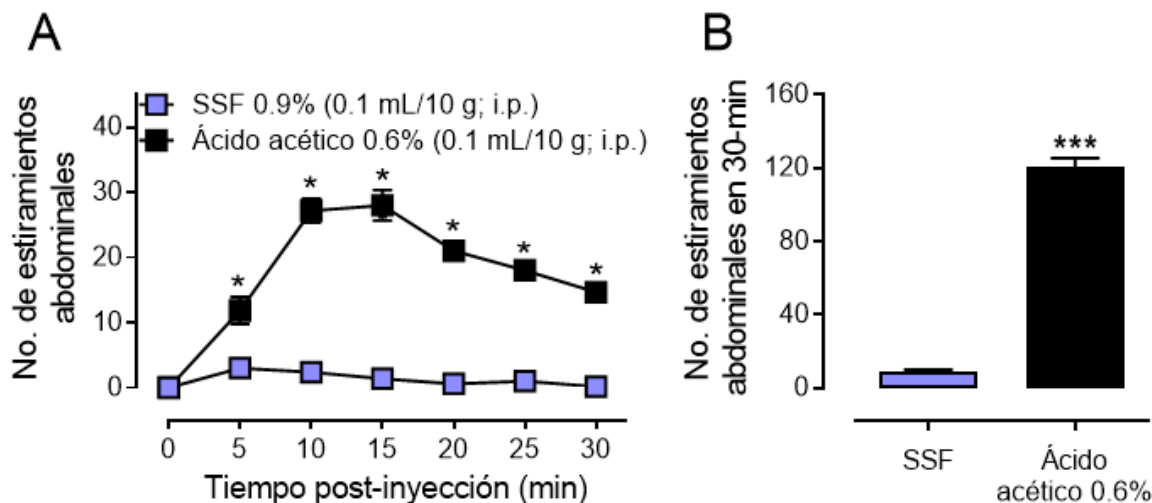 A
No. de estiramientos
abdominales
40
30
20
10
0
SSF 0.9% (0.1 mL/10 g; i.p.)
Ácido acético 0.6% (0.1 mL/10 g; i.p.)
*
*
*
*
*
*
0 5 10 15 20 25 30
Tiempo post-inyección (min)
B
No. de estiramientos
abdominales en 30-min
160
120
80
40
0
***
SSF
Ácido
acético 0.6%